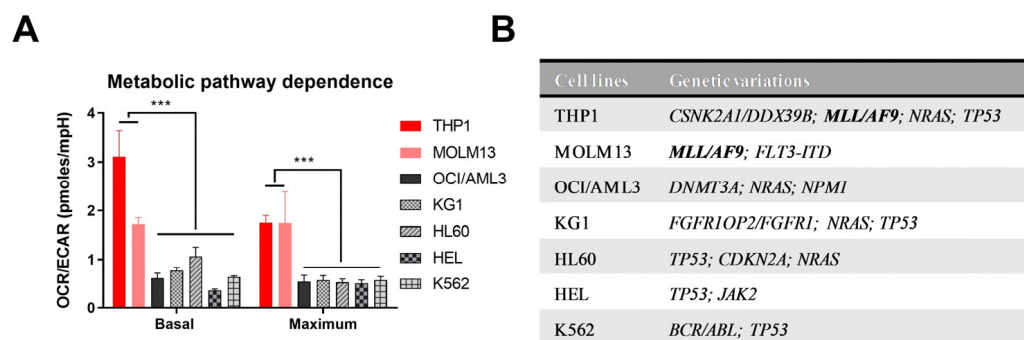 A
Metabolic pathway dependence
OCR/ECAR (pmoles/mpH)
4
3
2
1
0
***
***
Basal
Maximum
THP1
MOLM13
OCI/AML3
KG1
HL60
HEL
K562
B
Cell lines Genetic variations
THP1 CSNK2A1/DDX39B; MLL/AF9; NRAS; TP53
MOLM13 MLL/AF9; FLT3-ITD
OCI/AML3 DNMT3A; NRAS; NPM1
KG1 FGFR1OP2/FGFR1; NRAS; TP53
HL60 TP53; CDKN2A; NRAS
HEL TP53; JAK2
K562 BCR/ABL; TP53